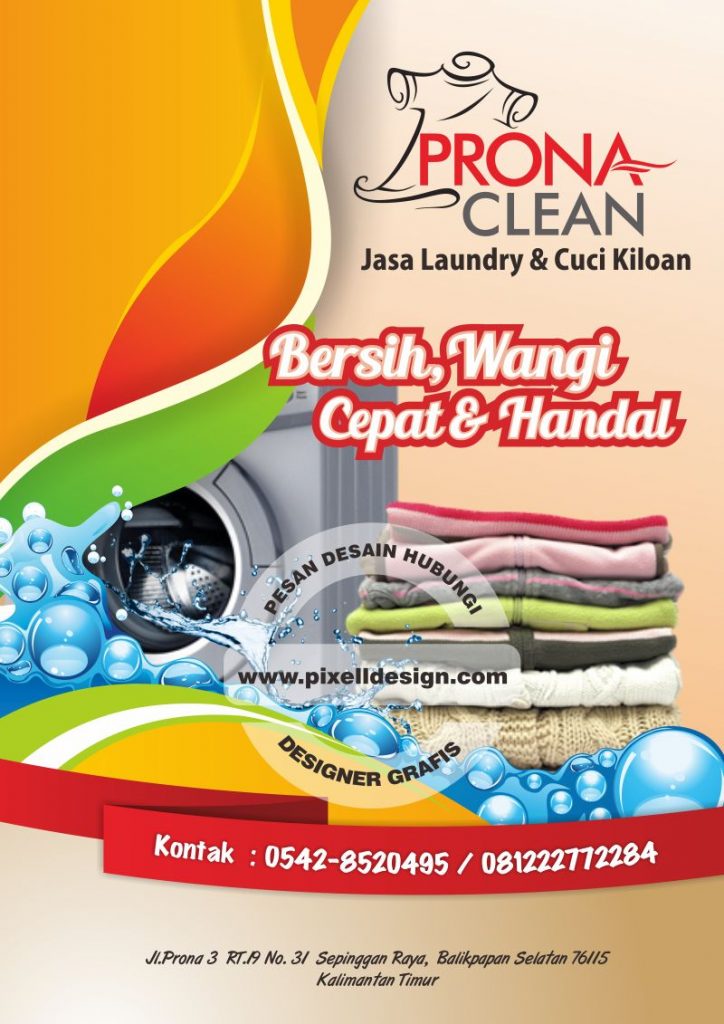 PRONA
CLEAN
Jasa Laundry & Cuci Kiloan
Bersih, Wangi
Cepat & Handal
PESAN DESAIN HUBUNGI
www.pixelldesign.com
DESIGNER GRAFIS
Kontak : 0542-8520495 / 081222772284
Jl.Prona 3 RT.19 No. 31 Sepinggan Raya, Balikpapan Selatan 76115
Kalimantan Timur